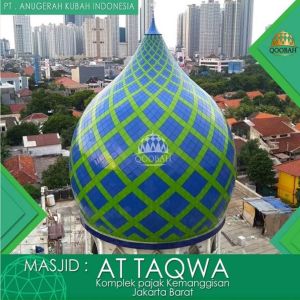 PT . ANUGERAH KUBAH INDONESIA
QOOBAH
QOOBAH
MASJID : AT TAQWA
Komplek pajak Kemanggisan
Jakarta Barat